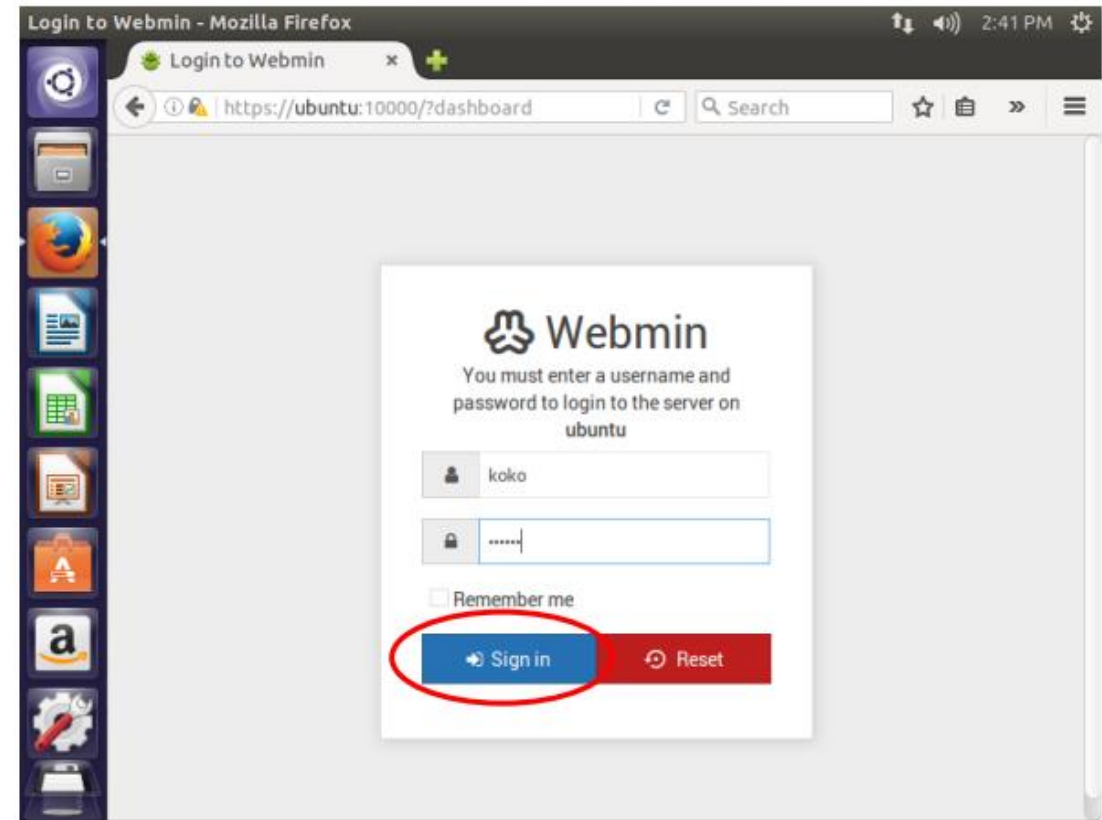 Login to Webmin - Mozilla Firefox 2:41 PM
Login to Webmin
https://ubuntu:10000/?dashboard Search
Webmin
You must enter a username and
password to login to the server on
ubuntu
koko
••••••
Remember me
Sign in Reset